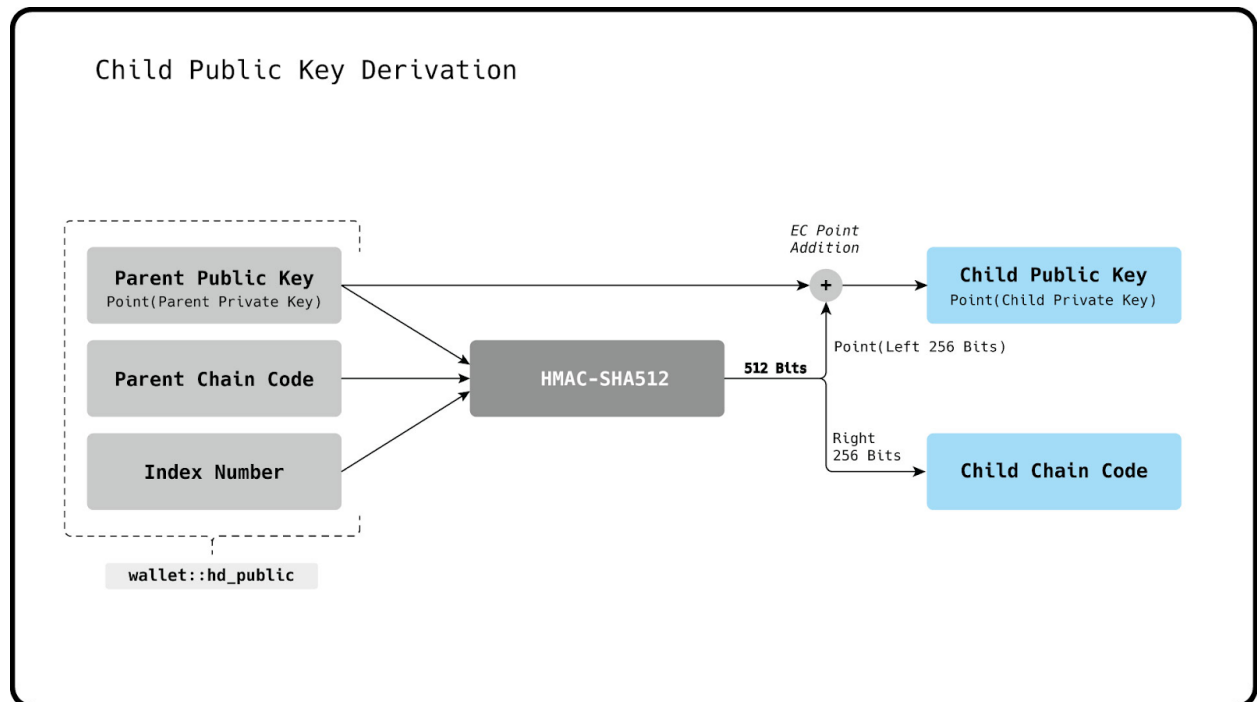 Child Public Key Derivation
EC Point
Addition
Parent Public Key
Point(Parent Private Key)
+
Child Public Key
Point(Child Private Key)
Point(Left 256 Bits)
Parent Chain Code
HMAC-SHA512
512 Bits
Right
256 Bits
Index Number
Child Chain Code
wallet::hd_public